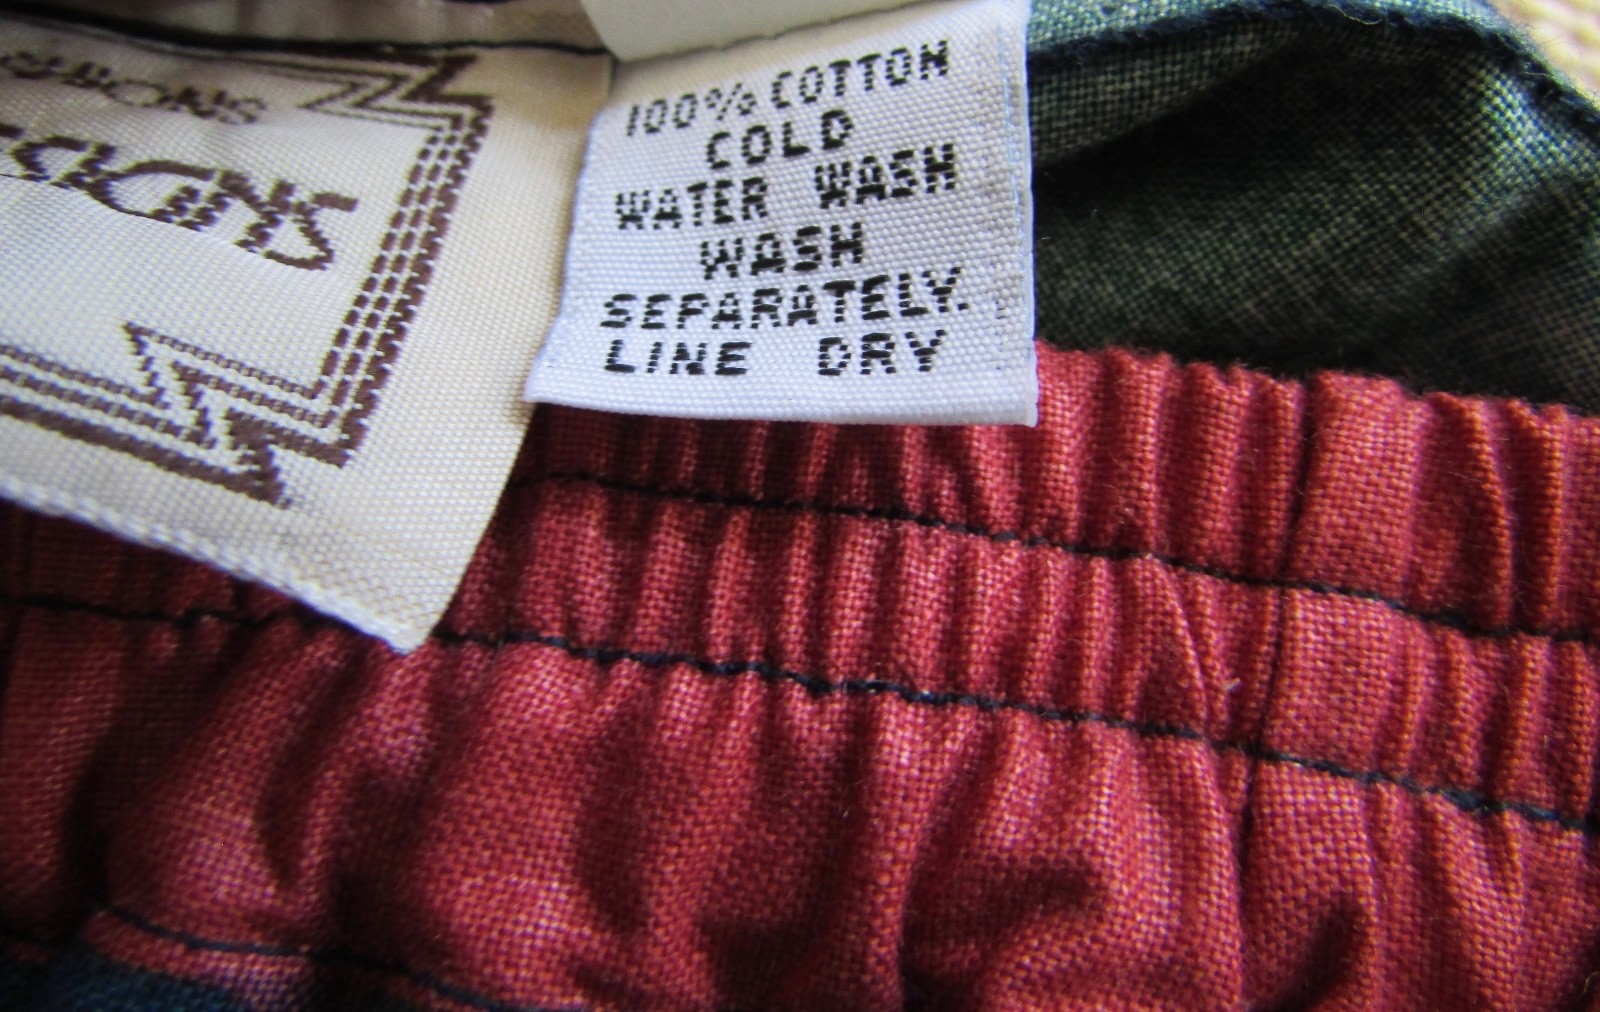 100% COTTON
COLD
WATER WASH
WASH
SEPARATELY.
LINE DRY